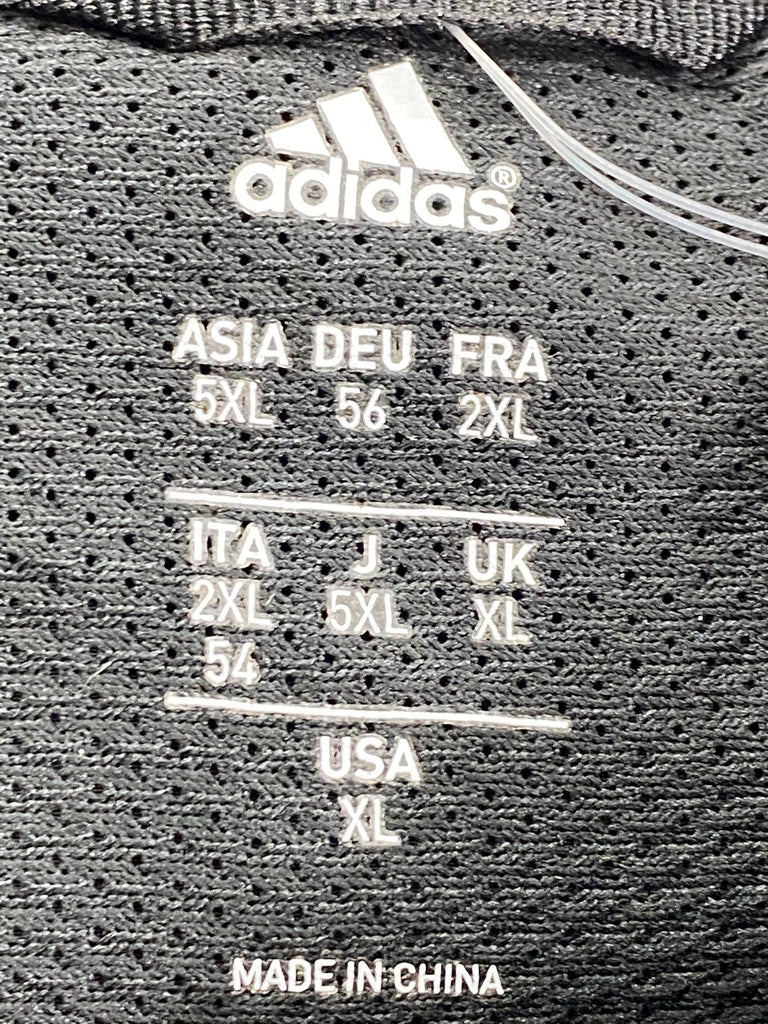 adidas®
ASIA DEU FRA
5XL 56 2XL
ITA J UK
2XL 5XL XL
54
USA
XL
MADE IN CHINA